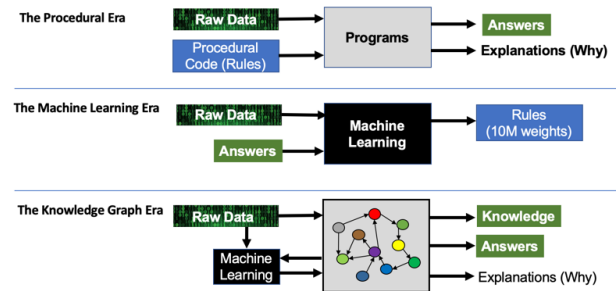 The Procedural Era
Raw Data
Procedural
Code (Rules)
Programs
Answers
Explanations (Why)
The Machine Learning Era
Raw Data
Answers
Machine
Learning
Rules
(10M weights)
The Knowledge Graph Era
Raw Data
Machine
Learning
Knowledge
Answers
Explanations (Why)